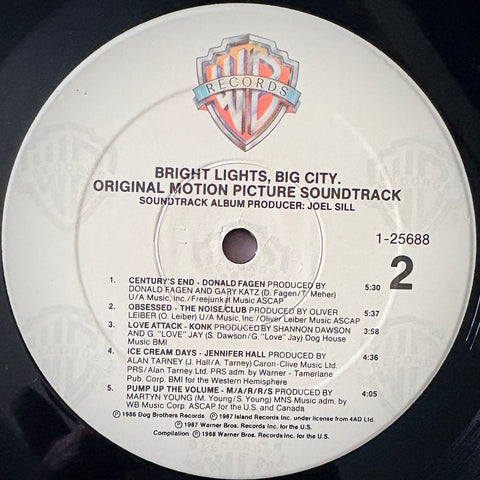 WB
RECORDS
BRIGHT LIGHTS, BIG CITY.
ORIGINAL MOTION PICTURE SOUNDTRACK
SOUNDTRACK ALBUM PRODUCER: JOEL SILL
1-25688
2
1. CENTURY'S END - DONALD FAGEN PRODUCED BY 5:30
DONALD FAGEN AND GARY KATZ (D. Fagen/T. Meher)
U/A Music, Inc./Freejunket Music ASCAP
2. OBSESSED - THE NOISE/CLUB PRODUCED BY OLIVER 5:37
LEIBER (O. Leiber) U/A Music, Inc./Oliver Leiber Music ASCAP
3. LOVE ATTACK - KONK PRODUCED BY SHANNON DAWSON 3:58
AND G. "LOVE" JAY (S. Dawson/G. "Love" Jay) Dog House
Music BMI
4. ICE CREAM DAYS - JENNIFER HALL PRODUCED BY 4:36
ALAN TARNEY (J. Hall/A. Tarney) Caron-Clive Music Ltd.
PRS/Alan Tarney Ltd. PRS adm. by Warner - Tamerlane
Pub. Corp. BMI for the Western Hemisphere
5. PUMP UP THE VOLUME - M/A/R/R/S PRODUCED BY 4:05
MARTYN YOUNG (M. Young/S. Young) MNS Music adm. by
WB Music Corp. ASCAP for the U.S. and Canada
Ⓟ 1986 Dog Brothers Records Ⓟ 1987 Island Records Inc. under license from 4AD Ltd.
Ⓟ 1987 Warner Bros. Records Inc. for the U.S.
Compilation Ⓟ 1988 Warner Bros. Records Inc. for the U.S.